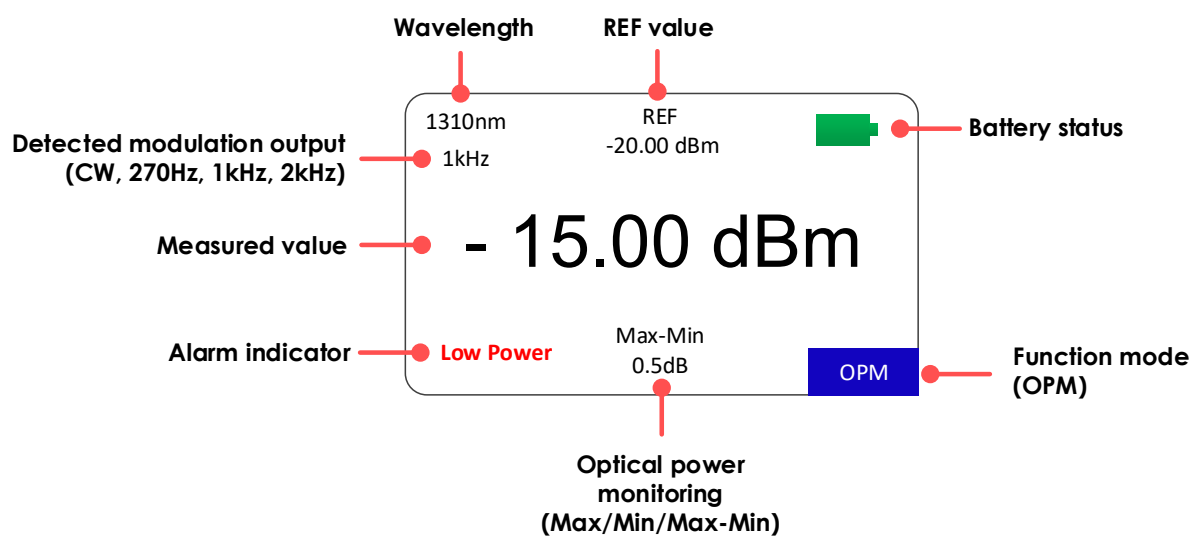 Wavelength
REF value
1310nm
REF
-20.00 dBm
Battery status
Detected modulation output
(CW, 270Hz, 1kHz, 2kHz)
1kHz
Measured value
- 15.00 dBm
Alarm indicator
Low Power
Max-Min
0.5dB
OPM
Function mode
(OPM)
Optical power
monitoring
(Max/Min/Max-Min)